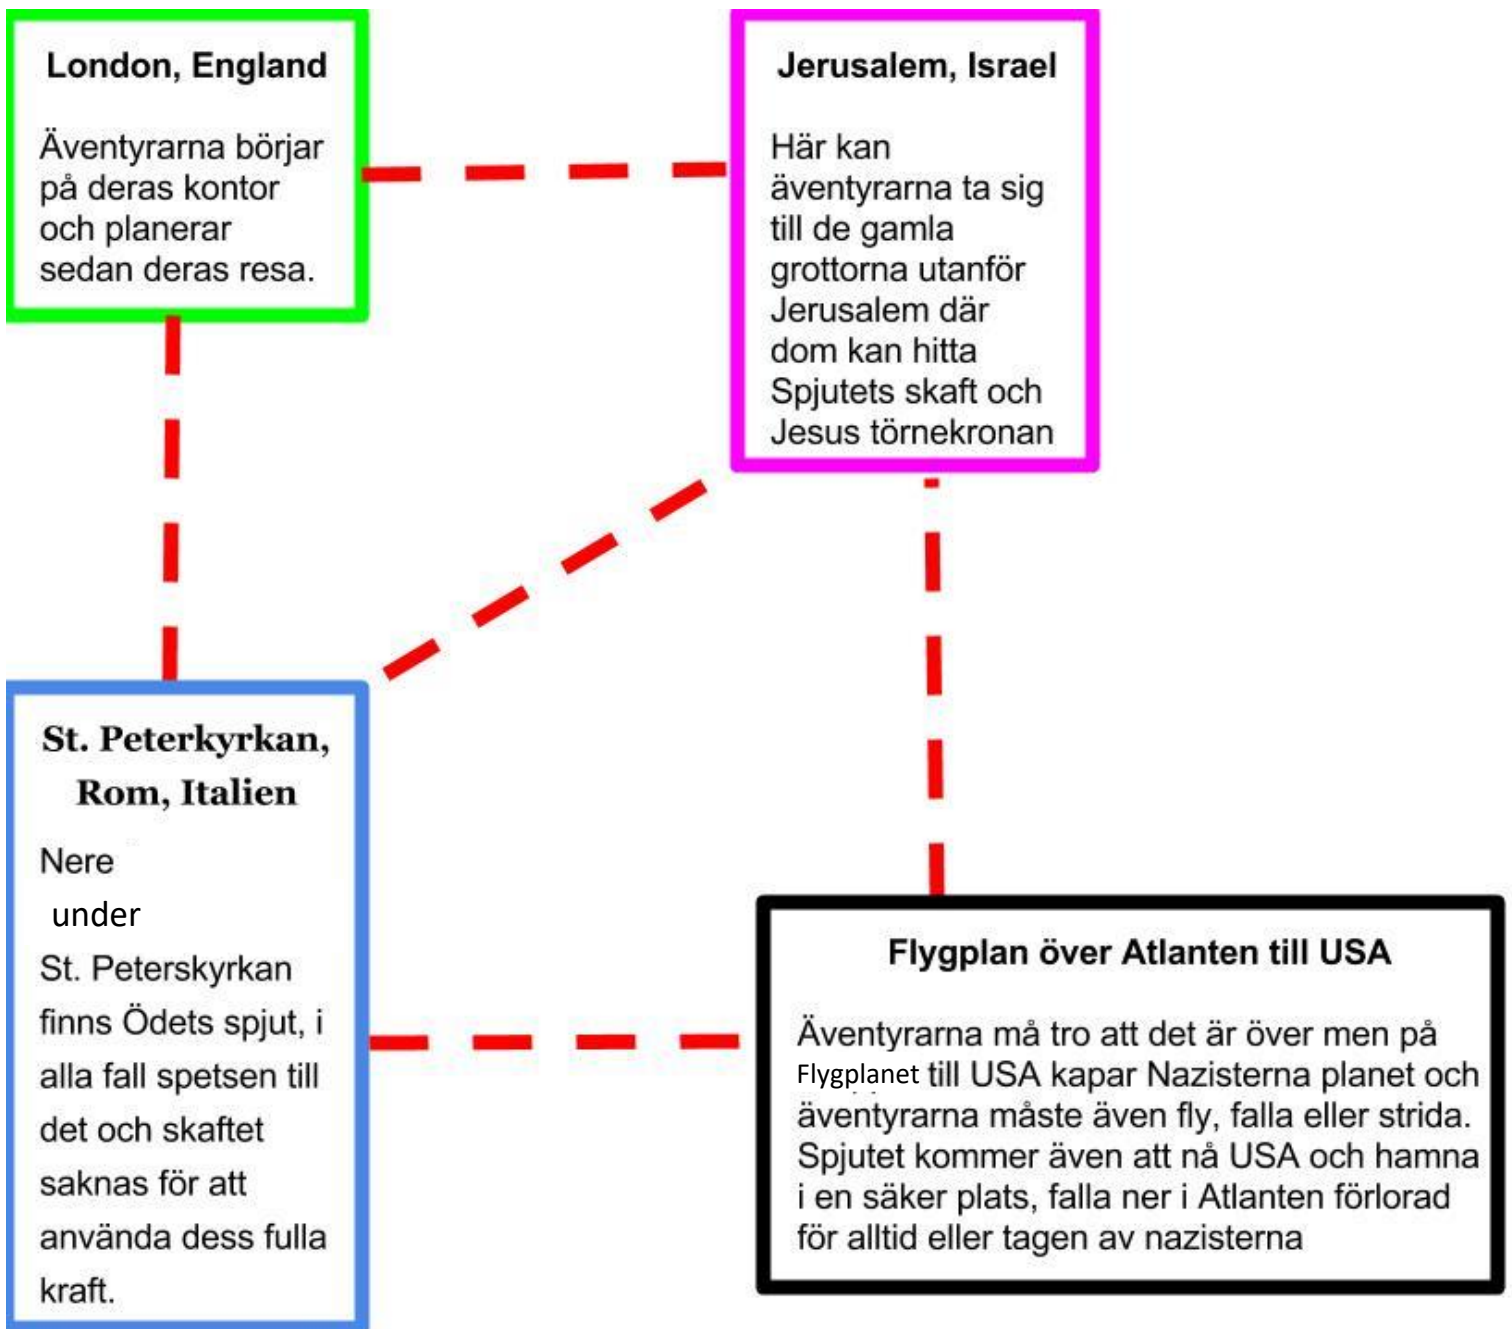 London, England
Äventyrarna börjar
på deras kontor
och planerar
sedan deras resa.
Jerusalem, Israel
Här kan
äventyrarna ta sig
till de gamla
grottorna utanför
Jerusalem där
dom kan hitta
Spjutets skaft och
Jesus törnekronan
St. Peterkyrkan,
Rom, Italien
Nere
under
St. Peterskyrkan
finns Ödets spjut, i
alla fall spetsen till
det och skaftet
saknas för att
använda dess fulla
kraft.
Flygplan över Atlanten till USA
Äventyrarna må tro att det är över men på
Flygplanet till USA kapar Nazisterna planet och
äventyrarna måste även fly, falla eller strida.
Spjutet kommer även att nå USA och hamna
i en säker plats, falla ner i Atlanten förlorad
för alltid eller tagen av nazisterna